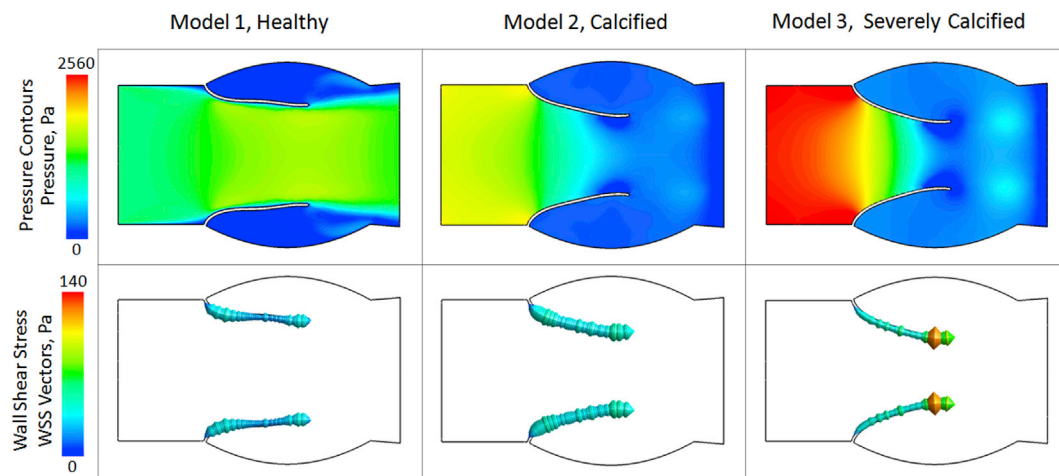 Model 1, Healthy
Model 2, Calcified
Model 3, Severely Calcified
Pressure Contours
Pressure, Pa
2560
0
Wall Shear Stress
WSS Vectors, Pa
140
0